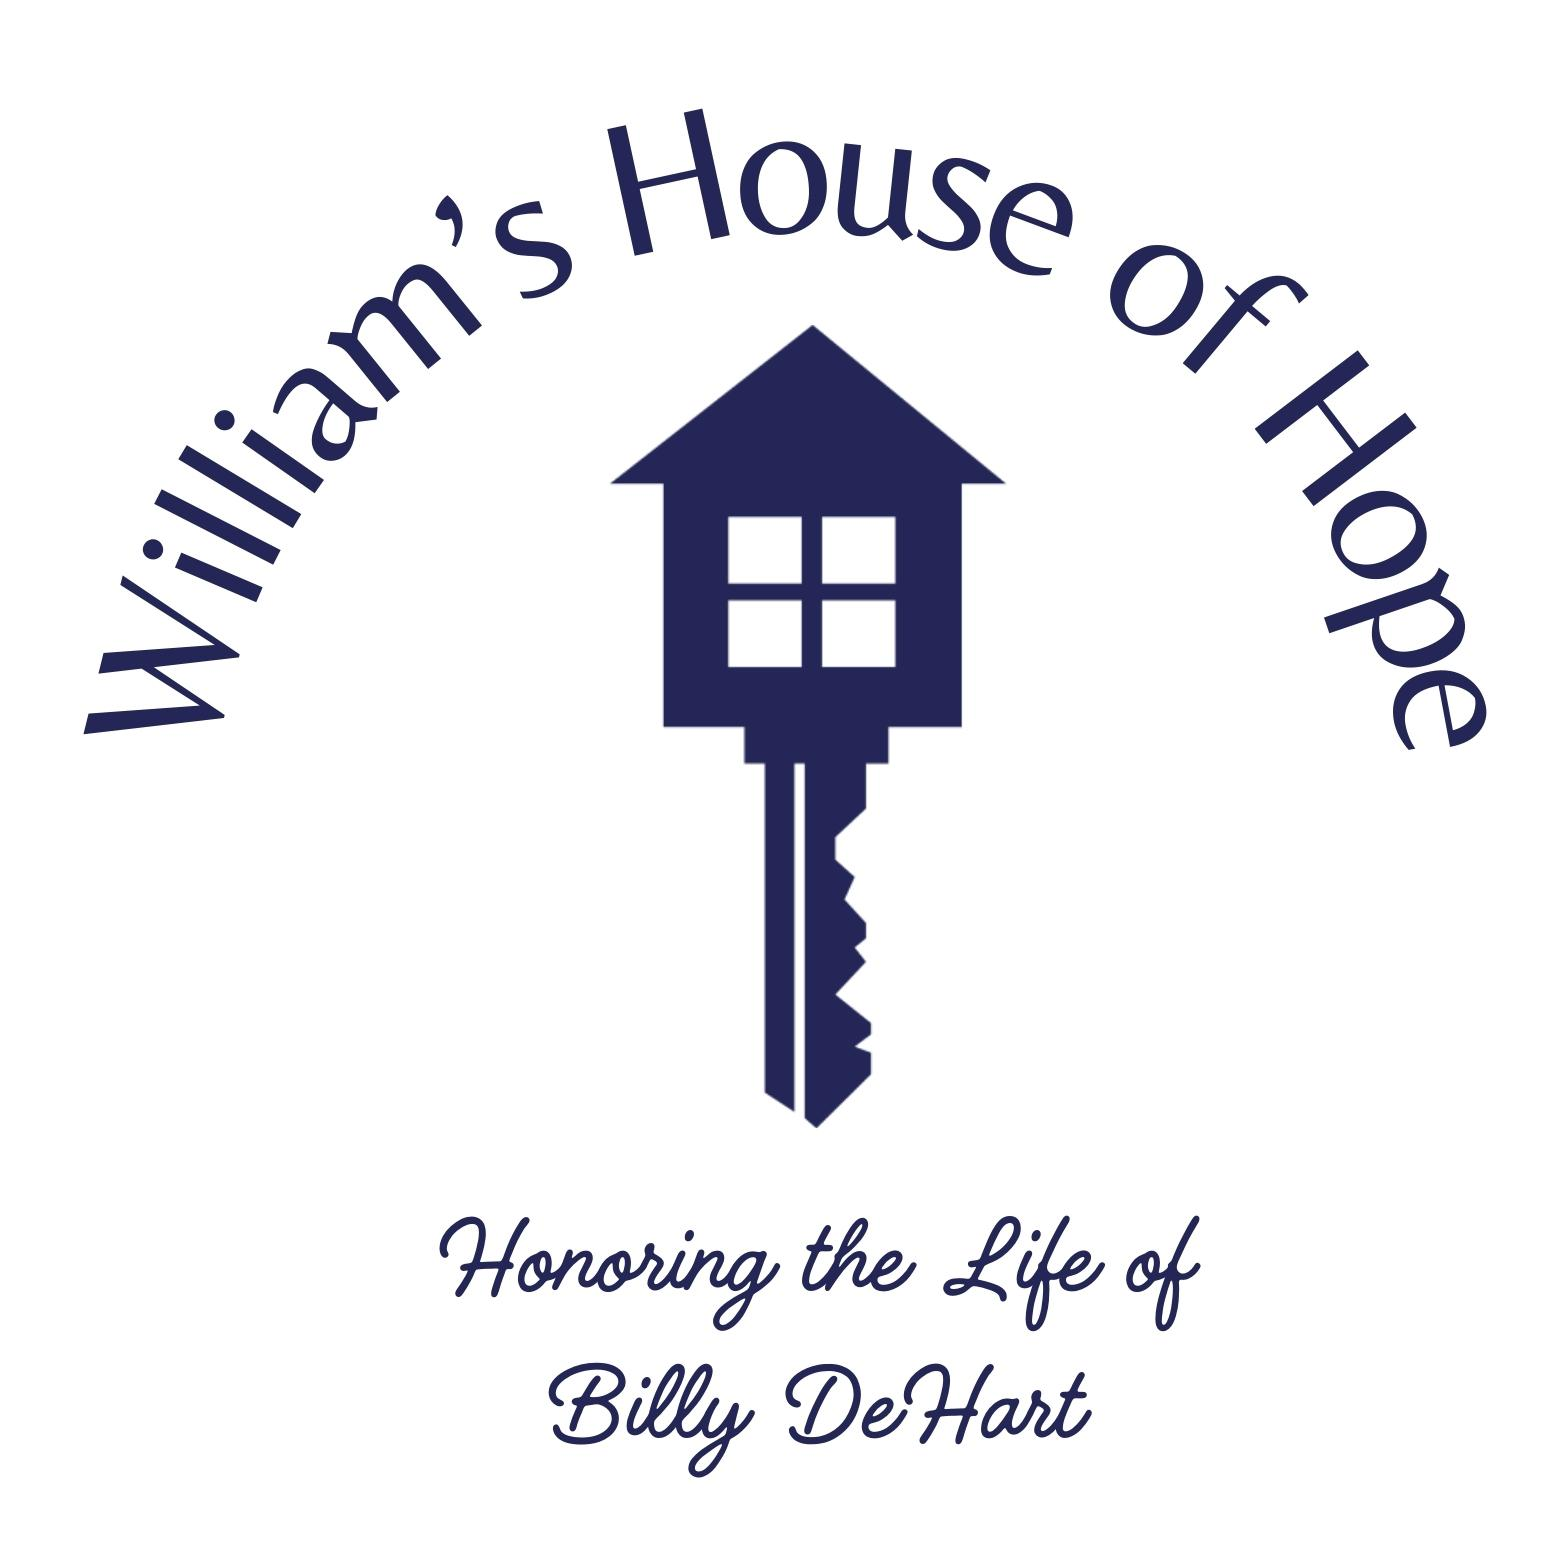 William’s House of Hope
Honoring the Life of
Billy DeHart